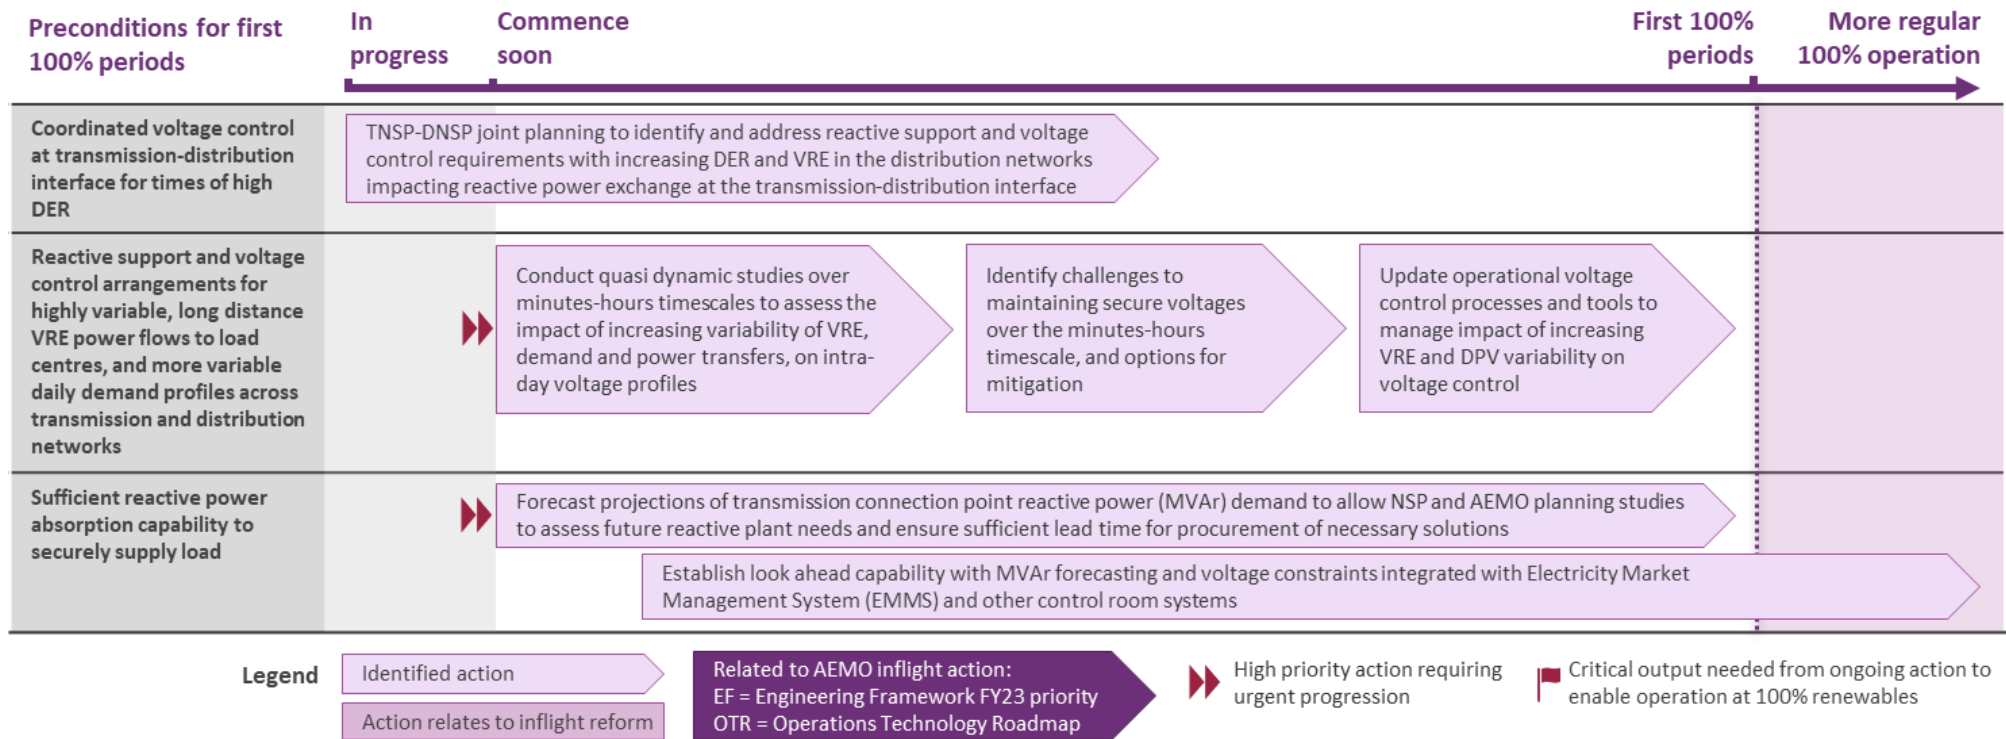 Preconditions for first
100% periods
In
progress
Commence
soon
First 100%
periods
More regular
100% operation
Coordinated voltage control
at transmission-distribution
interface for times of high
DER
TNSP-DNSP joint planning to identify and address reactive support and voltage
control requirements with increasing DER and VRE in the distribution networks
impacting reactive power exchange at the transmission-distribution interface
Reactive support and voltage
control arrangements for
highly variable, long distance
VRE power flows to load
centres, and more variable
daily demand profiles across
transmission and distribution
networks
Conduct quasi dynamic studies over
minutes-hours timescales to assess the
impact of increasing variability of VRE,
demand and power transfers, on intra-
day voltage profiles
Identify challenges to
maintaining secure voltages
over the minutes-hours
timescale, and options for
mitigation
Update operational voltage
control processes and tools to
manage impact of increasing
VRE and DPV variability on
voltage control
Sufficient reactive power
absorption capability to
securely supply load
Forecast projections of transmission connection point reactive power (MVAr) demand to allow NSP and AEMO planning studies
to assess future reactive plant needs and ensure sufficient lead time for procurement of necessary solutions
Establish look ahead capability with MVAr forecasting and voltage constraints integrated with Electricity Market
Management System (EMMS) and other control room systems
Legend
Identified action
Action relates to inflight reform
Related to AEMO inflight action:
EF = Engineering Framework FY23 priority
OTR = Operations Technology Roadmap
High priority action requiring
urgent progression
Critical output needed from ongoing action to
enable operation at 100% renewables